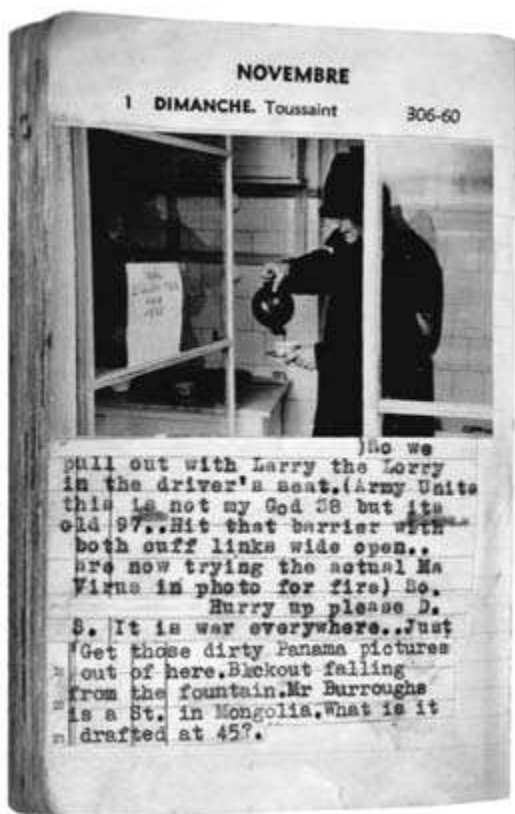 NOVEMBRE
1 DIMANCHE. Toussaint 306-60
)So we
pull out with Larry the Lorry
in the driver's seat.(Army Units
this is not my God 38 but its
old 97..Hit that barrier with
both cuff links wide open..
are now trying the actual Ma
Virus in photo for fire) So.
Hurry up please D.
S. It is war everywhere..Just
Get those dirty Panama pictures
out of here.Blckout falling
from the fountain.Mr Burroughs
is a St. in Mongolia.What is it
drafted at 45?.